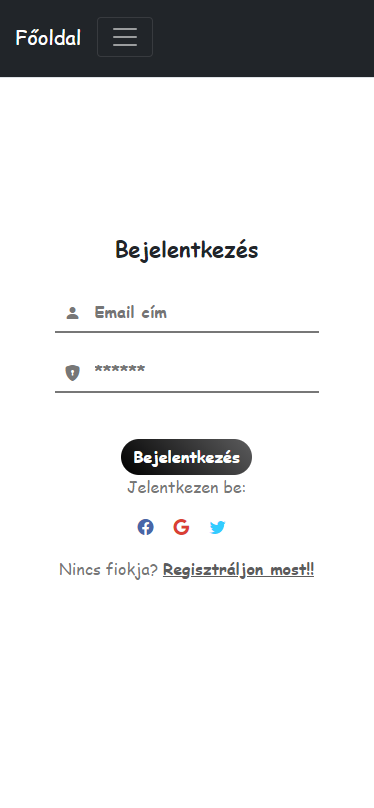 Főoldal
Bejelentkezés
Email cím
******
Bejelentkezés
Jelentkezen be:
Nincs fiokja? Regisztráljon most!!